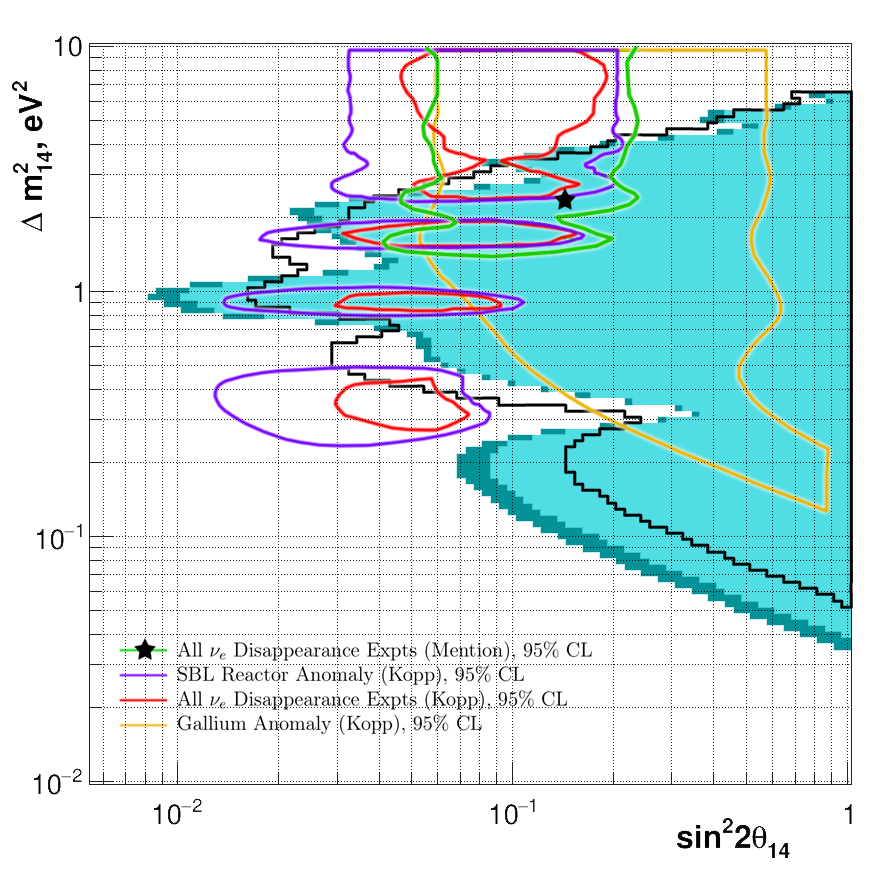 Δ m²₁₄, eV²
10
1
10⁻¹
10⁻²
All νₑ Disappearance Expts (Mention), 95% CL
SBL Reactor Anomaly (Kopp), 95% CL
All νₑ Disappearance Expts (Kopp), 95% CL
Gallium Anomaly (Kopp), 95% CL
10⁻²
10⁻¹
1
sin²2θ₁₄